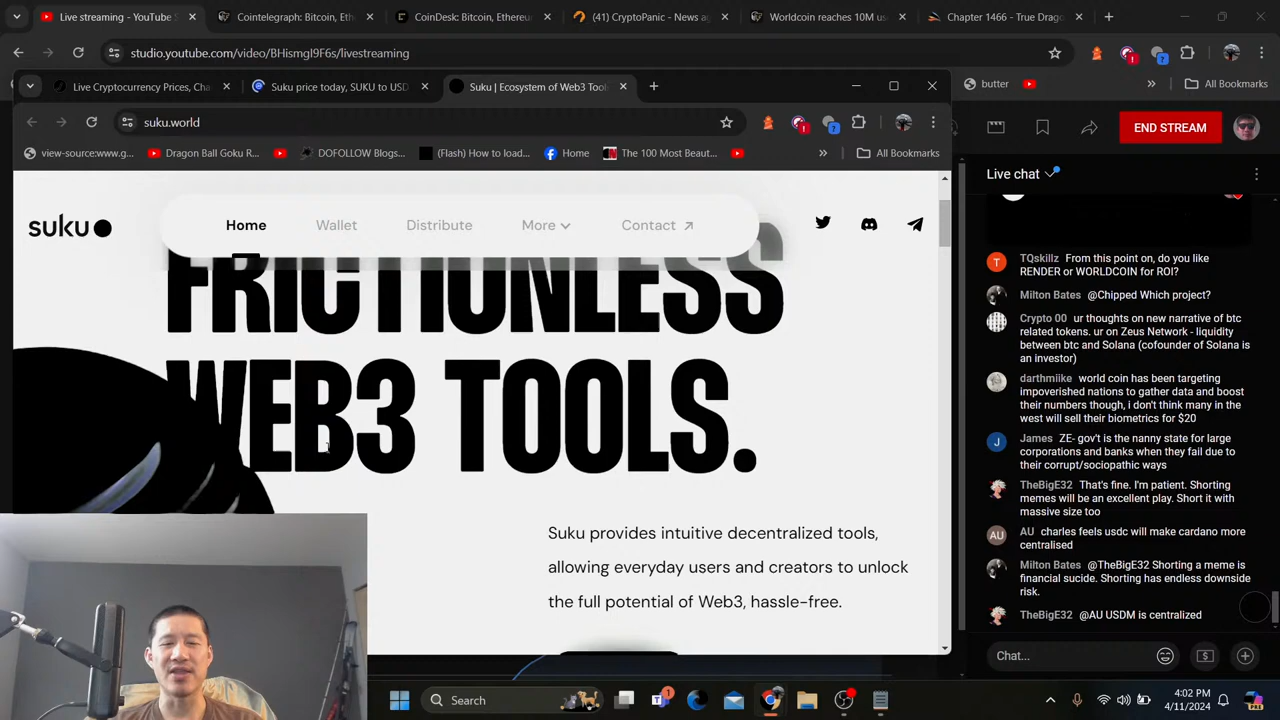 Live streaming - YouTube S
Cointelegraph: Bitcoin, Eth
CoinDesk: Bitcoin, Ethereu
(41) CryptoPanic - News ag
Worldcoin reaches 10M us
Chapter 1466 - True Drago
studio.youtube.com/video/BHismgI9F6s/livestreaming
butter
All Bookmarks
Live Cryptocurrency Prices, Cha
Suku price today, SUKU to USD
Suku | Ecosystem of Web3 Tools
suku.world
view-source:www.g...
Dragon Ball Goku R...
DOFOLLOW Blogs...
(Flash) How to load...
Home
The 100 Most Beaut...
All Bookmarks
END STREAM
suku
Home
Wallet
Distribute
More
Contact
FRICTIONLESS
WEB3 TOOLS.
Suku provides intuitive decentralized tools,
allowing everyday users and creators to unlock
the full potential of Web3, hassle-free.
Live chat
T
TQskillz From this point on, do you like
RENDER or WORLDCOIN for ROI?
Milton Bates @Chipped Which project?
Crypto 00 ur thoughts on new narrative of btc
related tokens. ur on Zeus Network - liquidity
between btc and Solana (cofounder of Solana is
an investor)
darthmiike world coin has been targeting
impoverished nations to gather data and boost
their numbers though, i don't think many in the
west will sell their biometrics for $20
J
James ZE- gov't is the nanny state for large
corporations and banks when they fail due to
their corrupt/sociopathic ways
TheBigE32 That's fine. I'm patient. Shorting
memes will be an excellent play. Short it with
massive size too
AU
AU charles feels usdc will make cardano more
centralised
Milton Bates @TheBigE32 Shorting a meme is
financial sucide. Shorting has endless downside
risk.
TheBigE32 @AU USDM is centralized
Chat...
Search
4:02 PM
4/11/2024